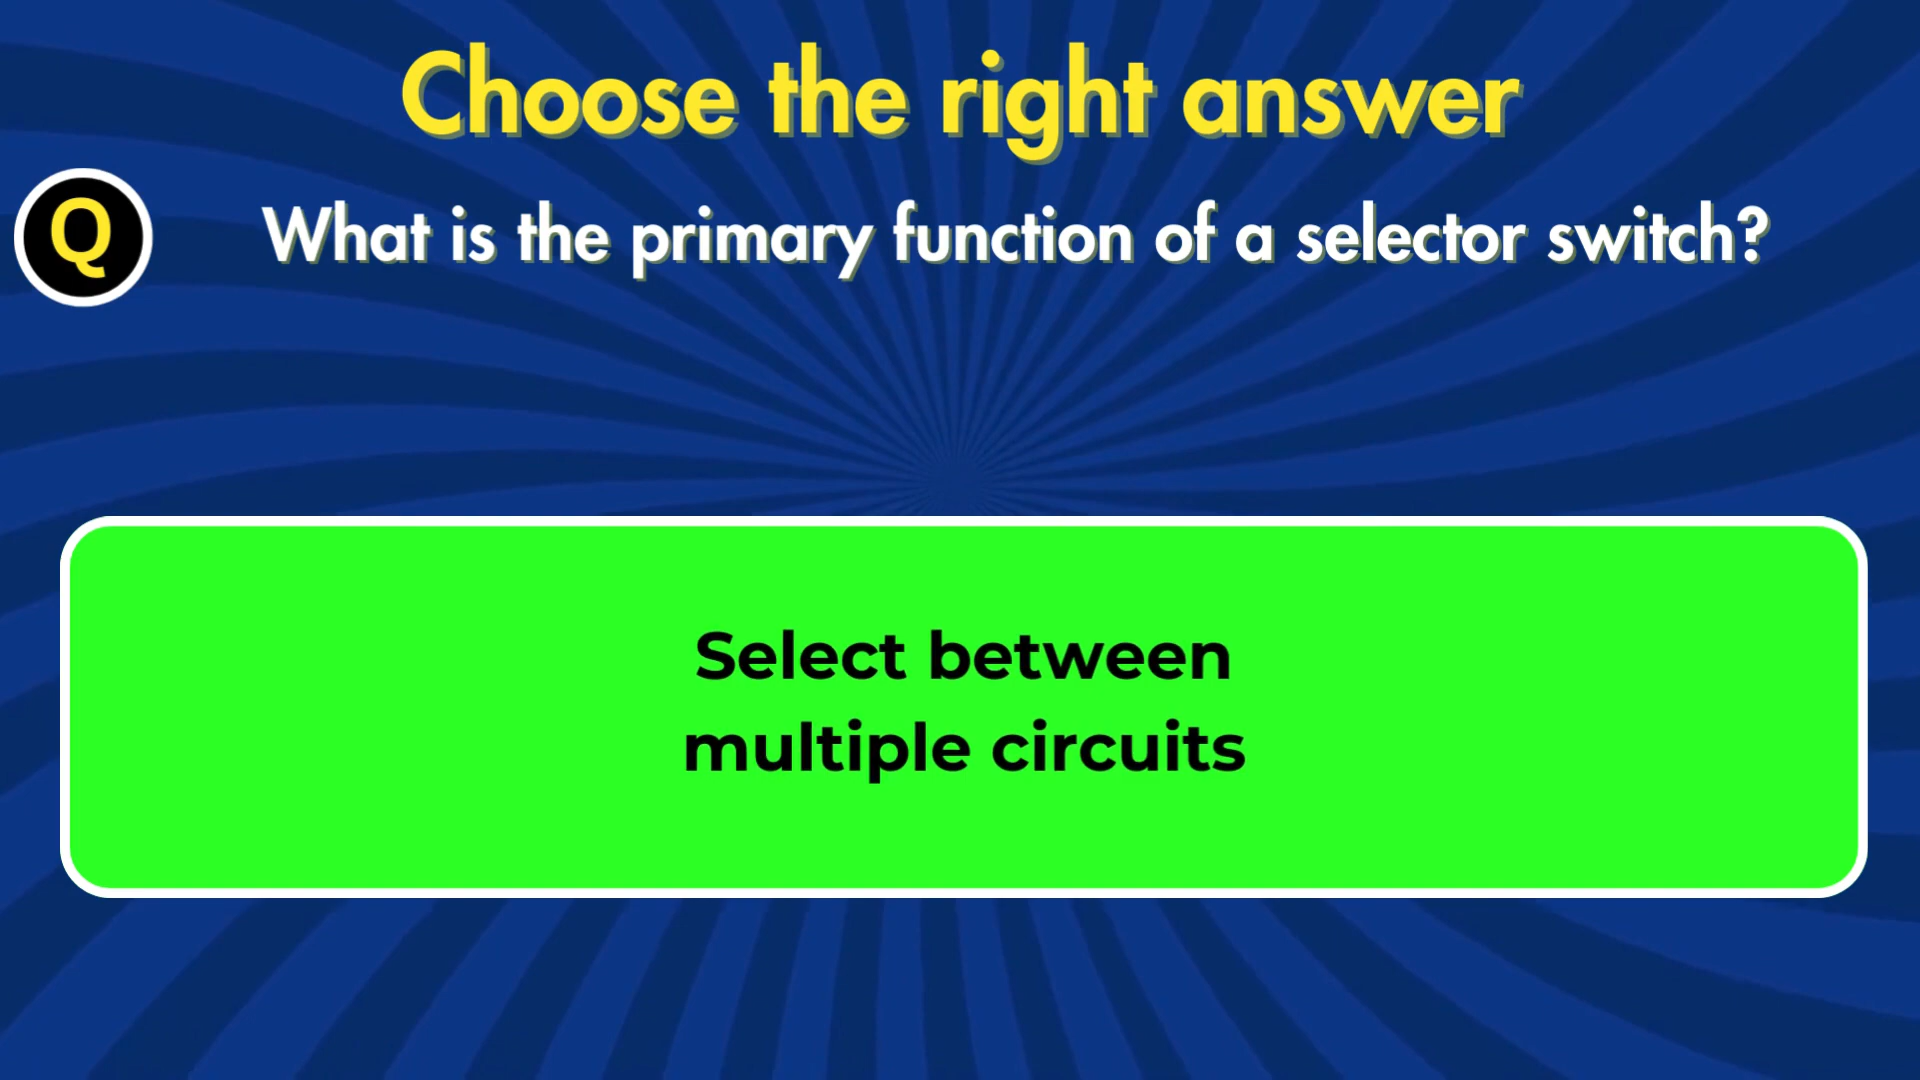 Choose the right answer
Q
What is the primary function of a selector switch?
Select between
multiple circuits